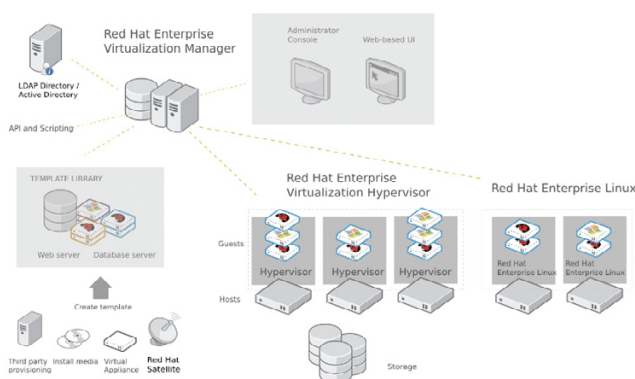 Red Hat Enterprise
Virtualization Manager
Administrator
Console
Web-based UI
LDAP Directory /
Active Directory
API and Scripting
TEMPLATE LIBRARY
Web server
Database server
Create template
Third party
provisioning
Install media
Virtual
Appliance
Red Hat
Satellite
Red Hat Enterprise
Virtualization Hypervisor
Red Hat Enterprise Linux
Guests
Hypervisor
Hypervisor
Hypervisor
Red Hat
Enterprise Linux
Red Hat
Enterprise Linux
Hosts
Storage